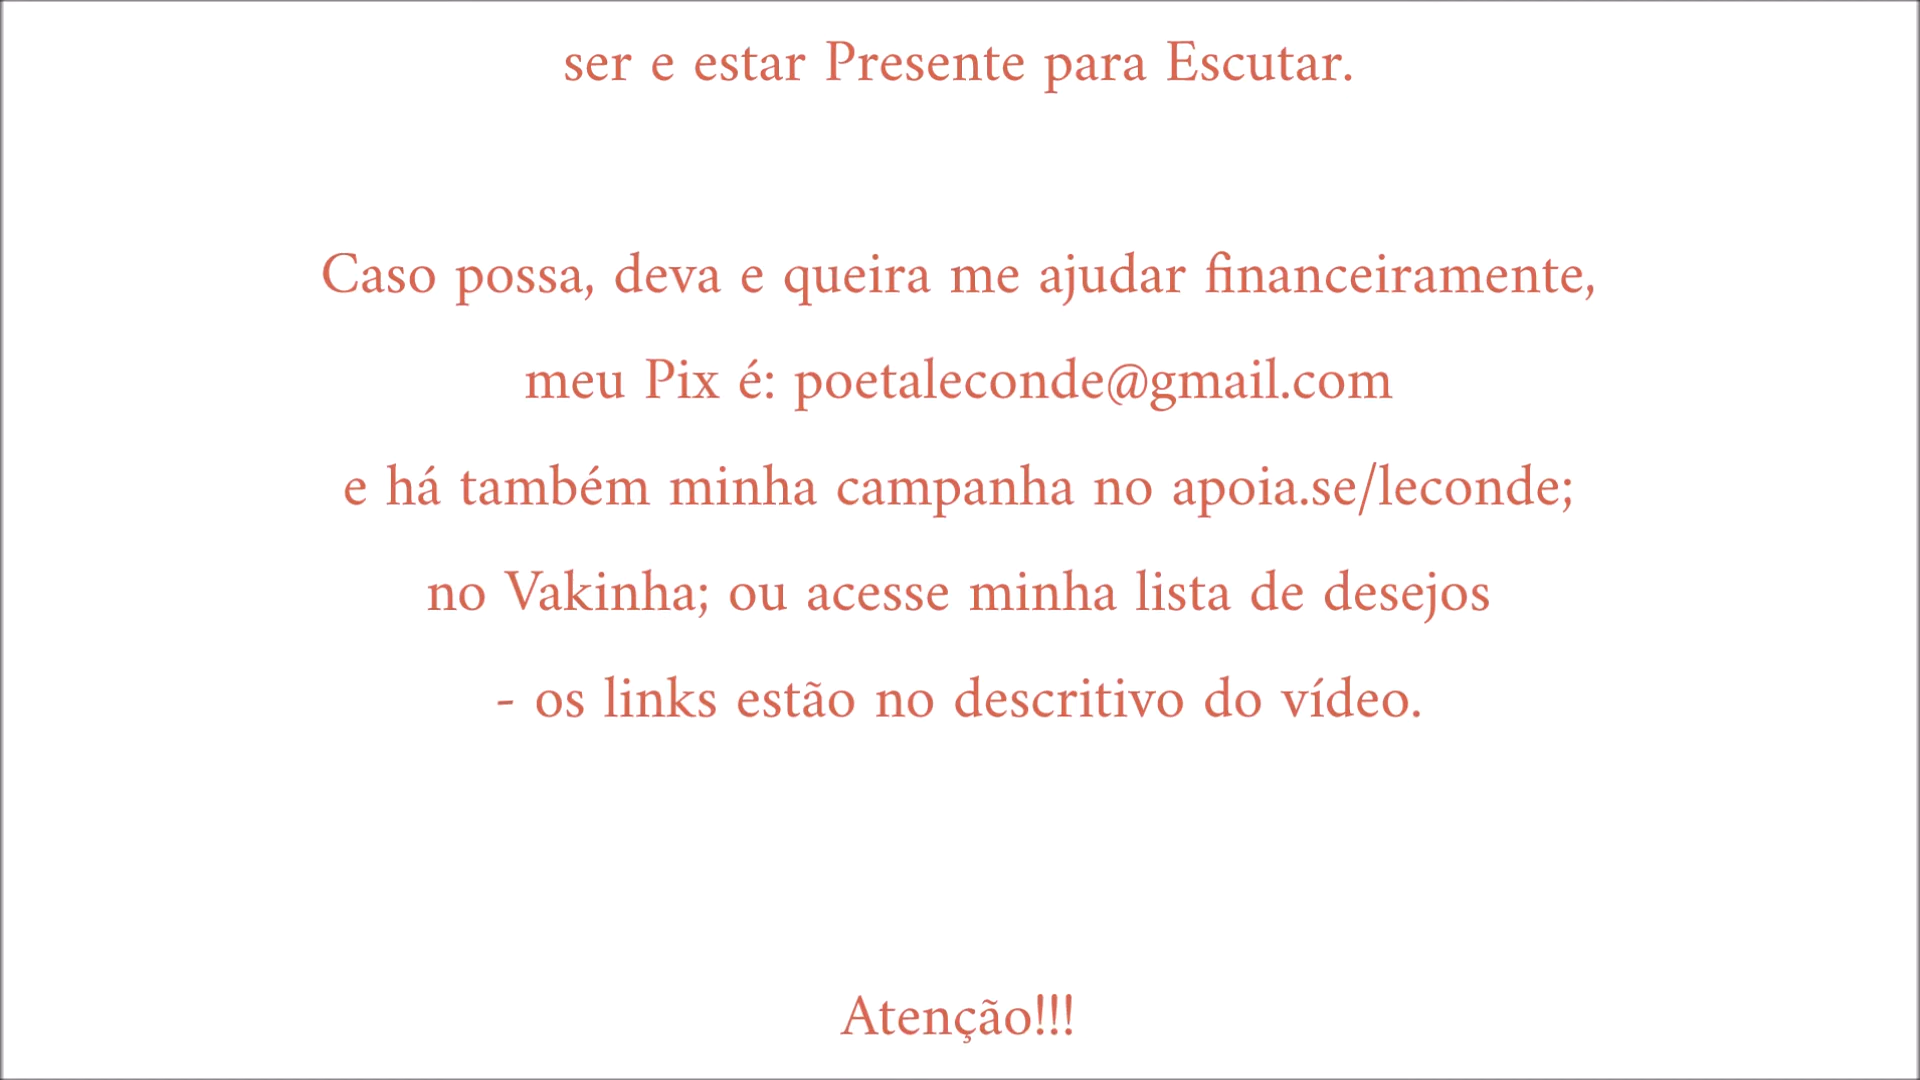 ser e estar Presente para Escutar.
Caso possa, deva e queira me ajudar financeiramente,
meu Pix é: poetaleconde@gmail.com
e há também minha campanha no apoia.se/leconde;
no Vakinha; ou acesse minha lista de desejos
- os links estão no descritivo do vídeo.
Atenção!!!